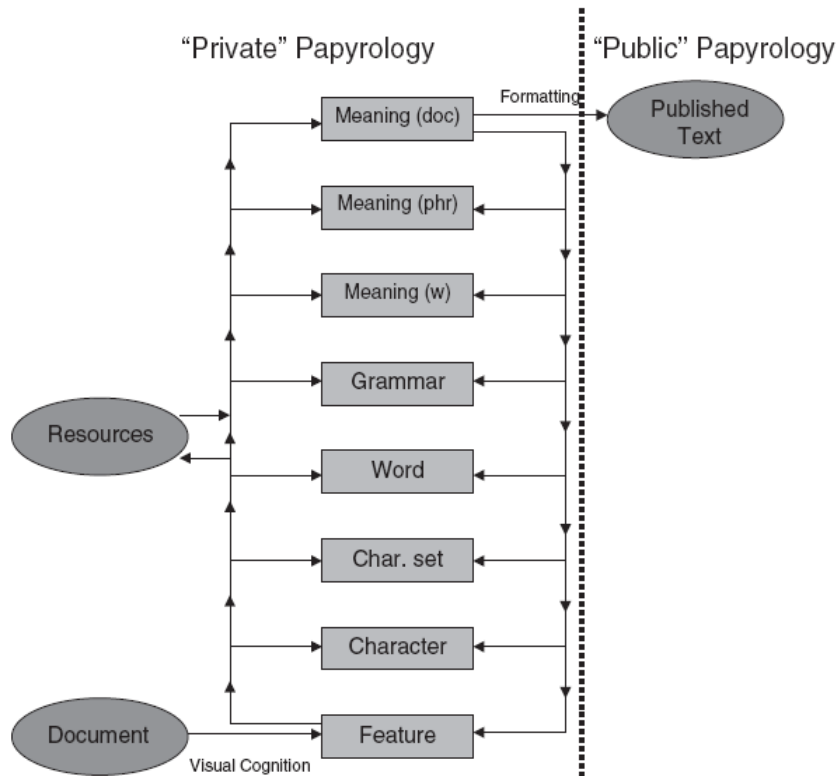 “Private” Papyrology
“Public” Papyrology
Formatting
Meaning (doc)
Published
Text
Meaning (phr)
Meaning (w)
Grammar
Resources
Word
Char. set
Character
Document
Feature
Visual Cognition